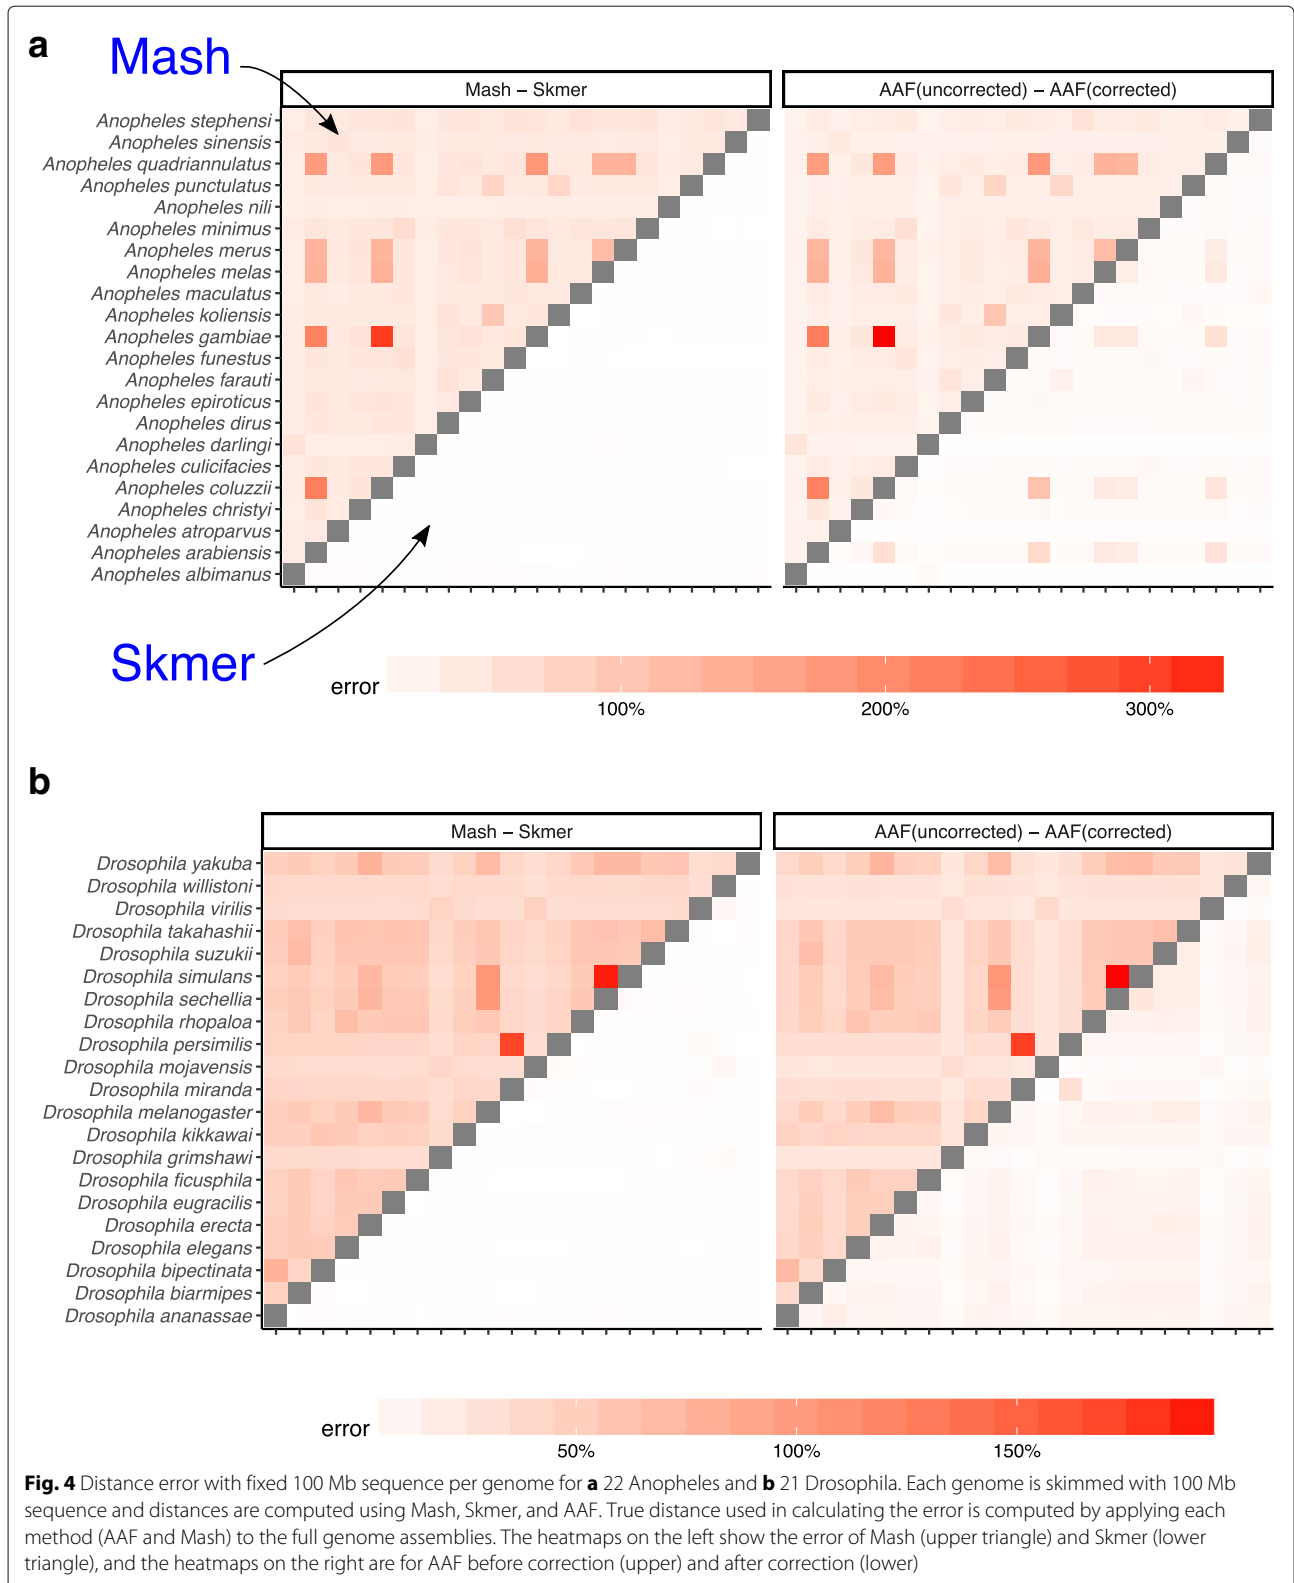 a
Mash
Mash – Skmer
AAF(uncorrected) – AAF(corrected)
Anopheles stephensi
Anopheles sinensis
Anopheles quadriannulatus
Anopheles punctulatus
Anopheles nili
Anopheles minimus
Anopheles merus
Anopheles melas
Anopheles maculatus
Anopheles koliensis
Anopheles gambiae
Anopheles funestus
Anopheles farauti
Anopheles epiroticus
Anopheles dirus
Anopheles darlingi
Anopheles culicifacies
Anopheles coluzzii
Anopheles christyi
Anopheles atroparvus
Anopheles arabiensis
Anopheles albimanus
Skmer
error
100% 200% 300%
b
Mash – Skmer
AAF(uncorrected) – AAF(corrected)
Drosophila yakuba
Drosophila willistoni
Drosophila virilis
Drosophila takahashii
Drosophila suzukii
Drosophila simulans
Drosophila sechellia
Drosophila rhopaloa
Drosophila persimilis
Drosophila mojavensis
Drosophila miranda
Drosophila melanogaster
Drosophila kikkawai
Drosophila grimshawi
Drosophila ficusphila
Drosophila eugracilis
Drosophila erecta
Drosophila elegans
Drosophila bipectinata
Drosophila biarmipes
Drosophila ananassae
error
50% 100% 150%
Fig. 4 Distance error with fixed 100 Mb sequence per genome for a 22 Anopheles and b 21 Drosophila. Each genome is skimmed with 100 Mb
sequence and distances are computed using Mash, Skmer, and AAF. True distance used in calculating the error is computed by applying each
method (AAF and Mash) to the full genome assemblies. The heatmaps on the left show the error of Mash (upper triangle) and Skmer (lower
triangle), and the heatmaps on the right are for AAF before correction (upper) and after correction (lower)